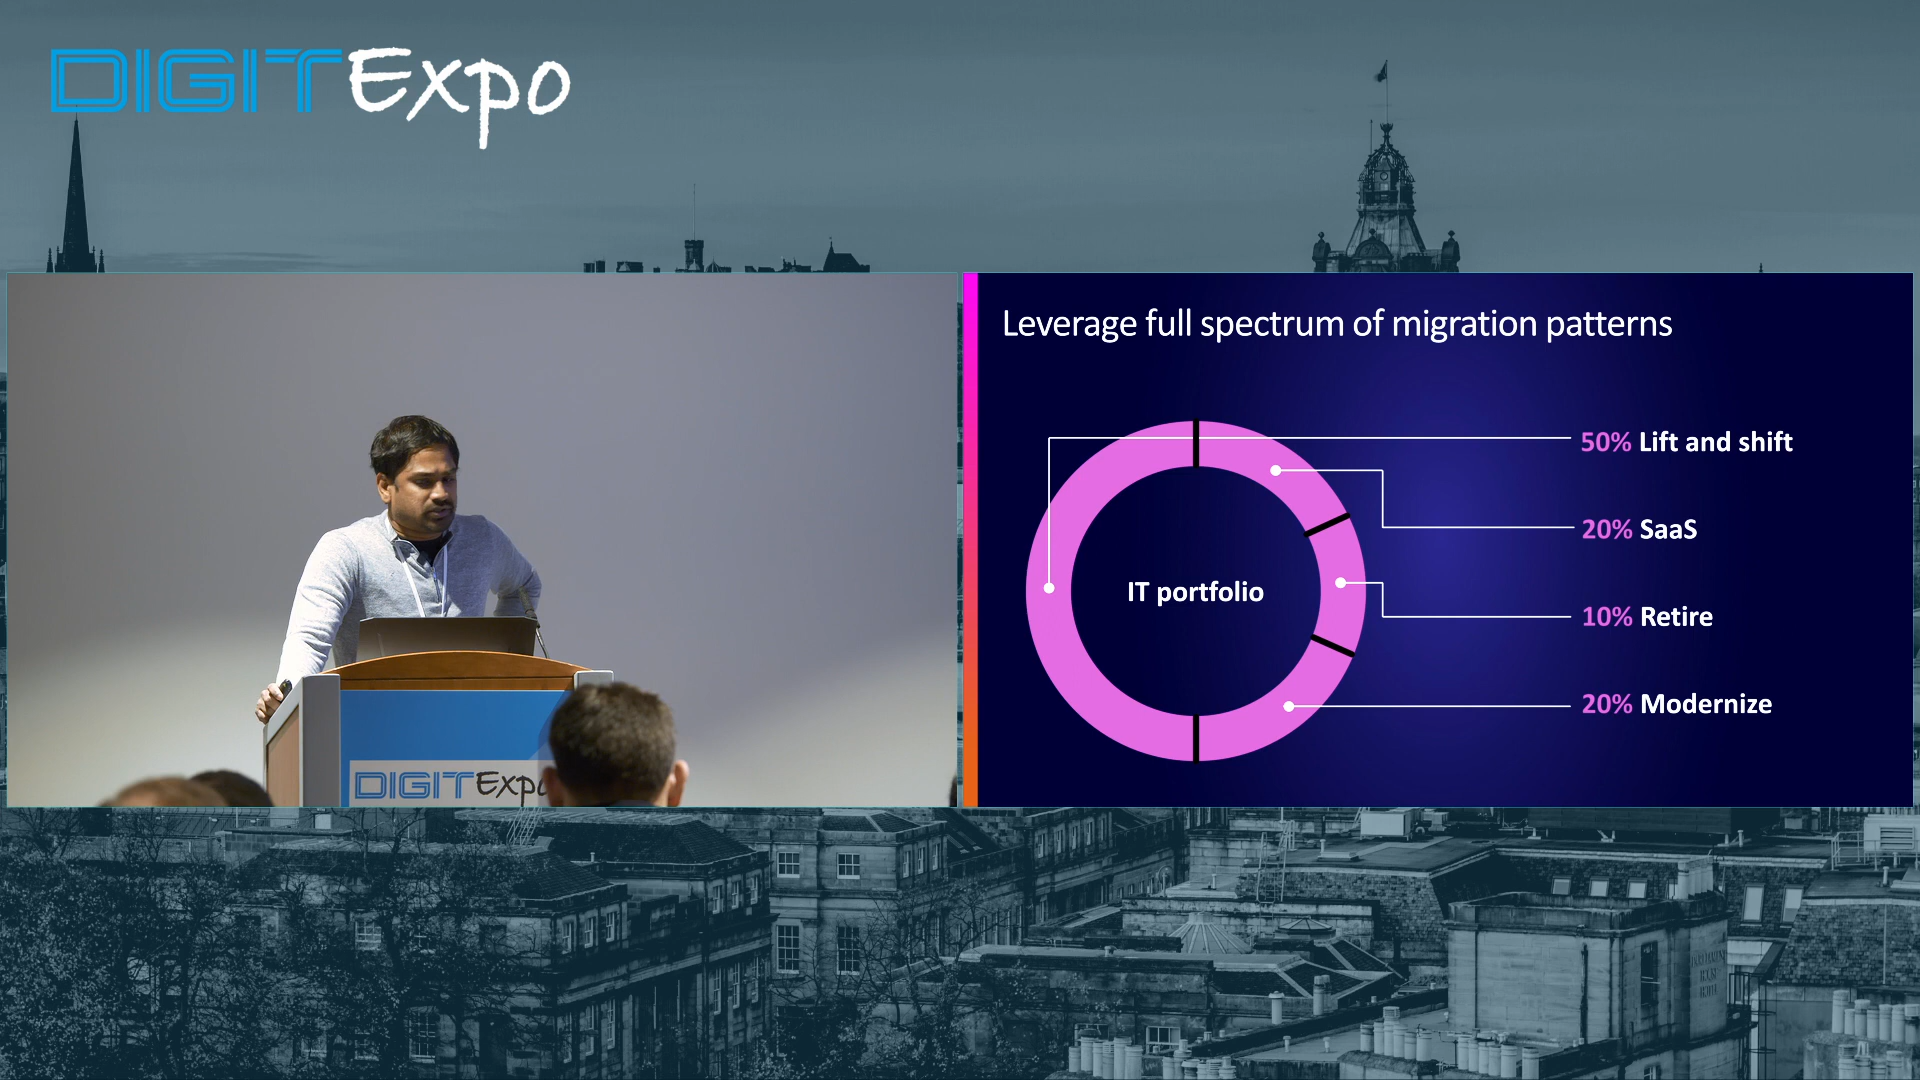 DIGITExpo
Leverage full spectrum of migration patterns
50% Lift and shift
20% SaaS
10% Retire
20% Modernize
IT portfolio
DIGITExpo